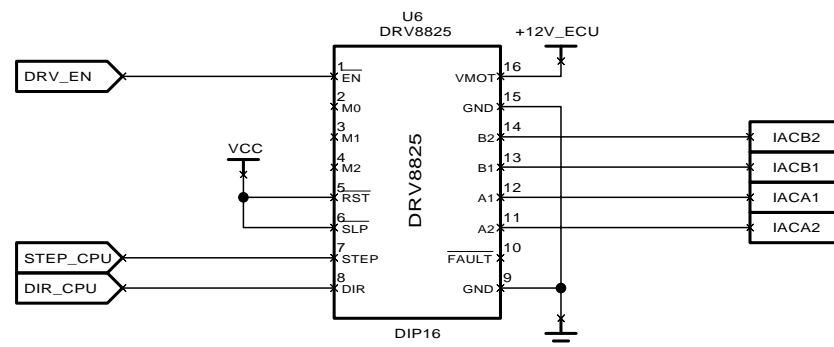 U6
DRV8825
+12V_ECU
DRV_EN
1
EN
16
VMOT
2
M0
15
GND
3
M1
14
B2
IACB2
VCC
4
M2
13
B1
IACB1
5
RST
12
A1
IACA1
6
SLP
11
A2
IACA2
DRV8825
STEP_CPU
7
STEP
10
FAULT
DIR_CPU
8
DIR
9
GND
DIP16